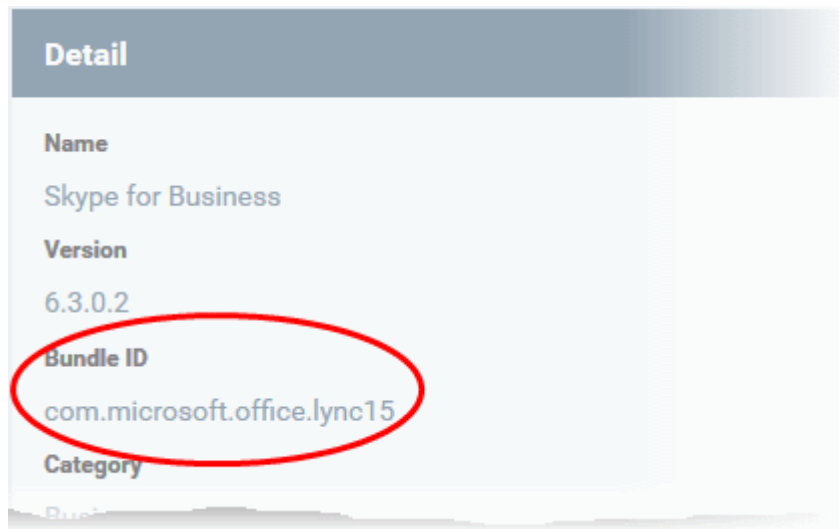 Detail
Name
Skype for Business
Version
6.3.0.2
Bundle ID
com.microsoft.office.lync15
Category